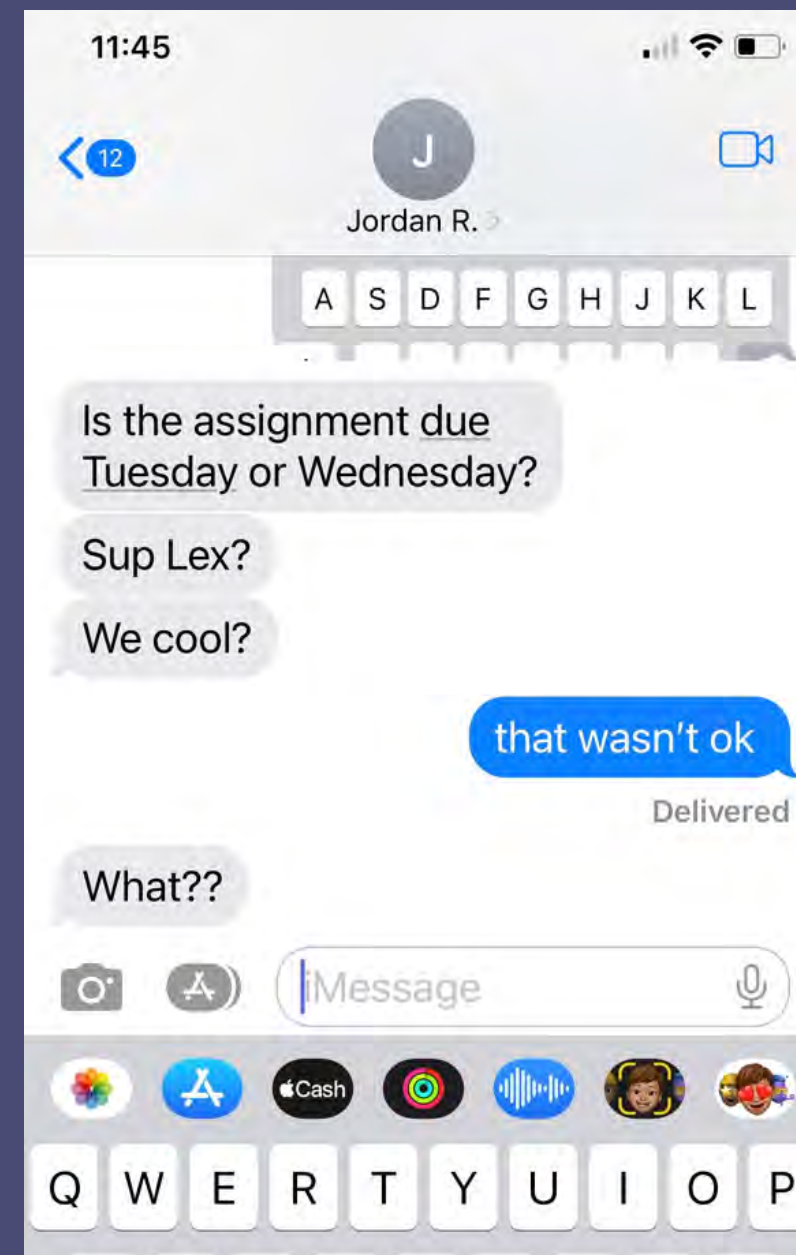 11:45
12
J
Jordan R.
A S D F G H J K L
Is the assignment due
Tuesday or Wednesday?
Sup Lex?
We cool?
that wasn't ok
Delivered
What??
iMessage
Cash
Q W E R T Y U I O P